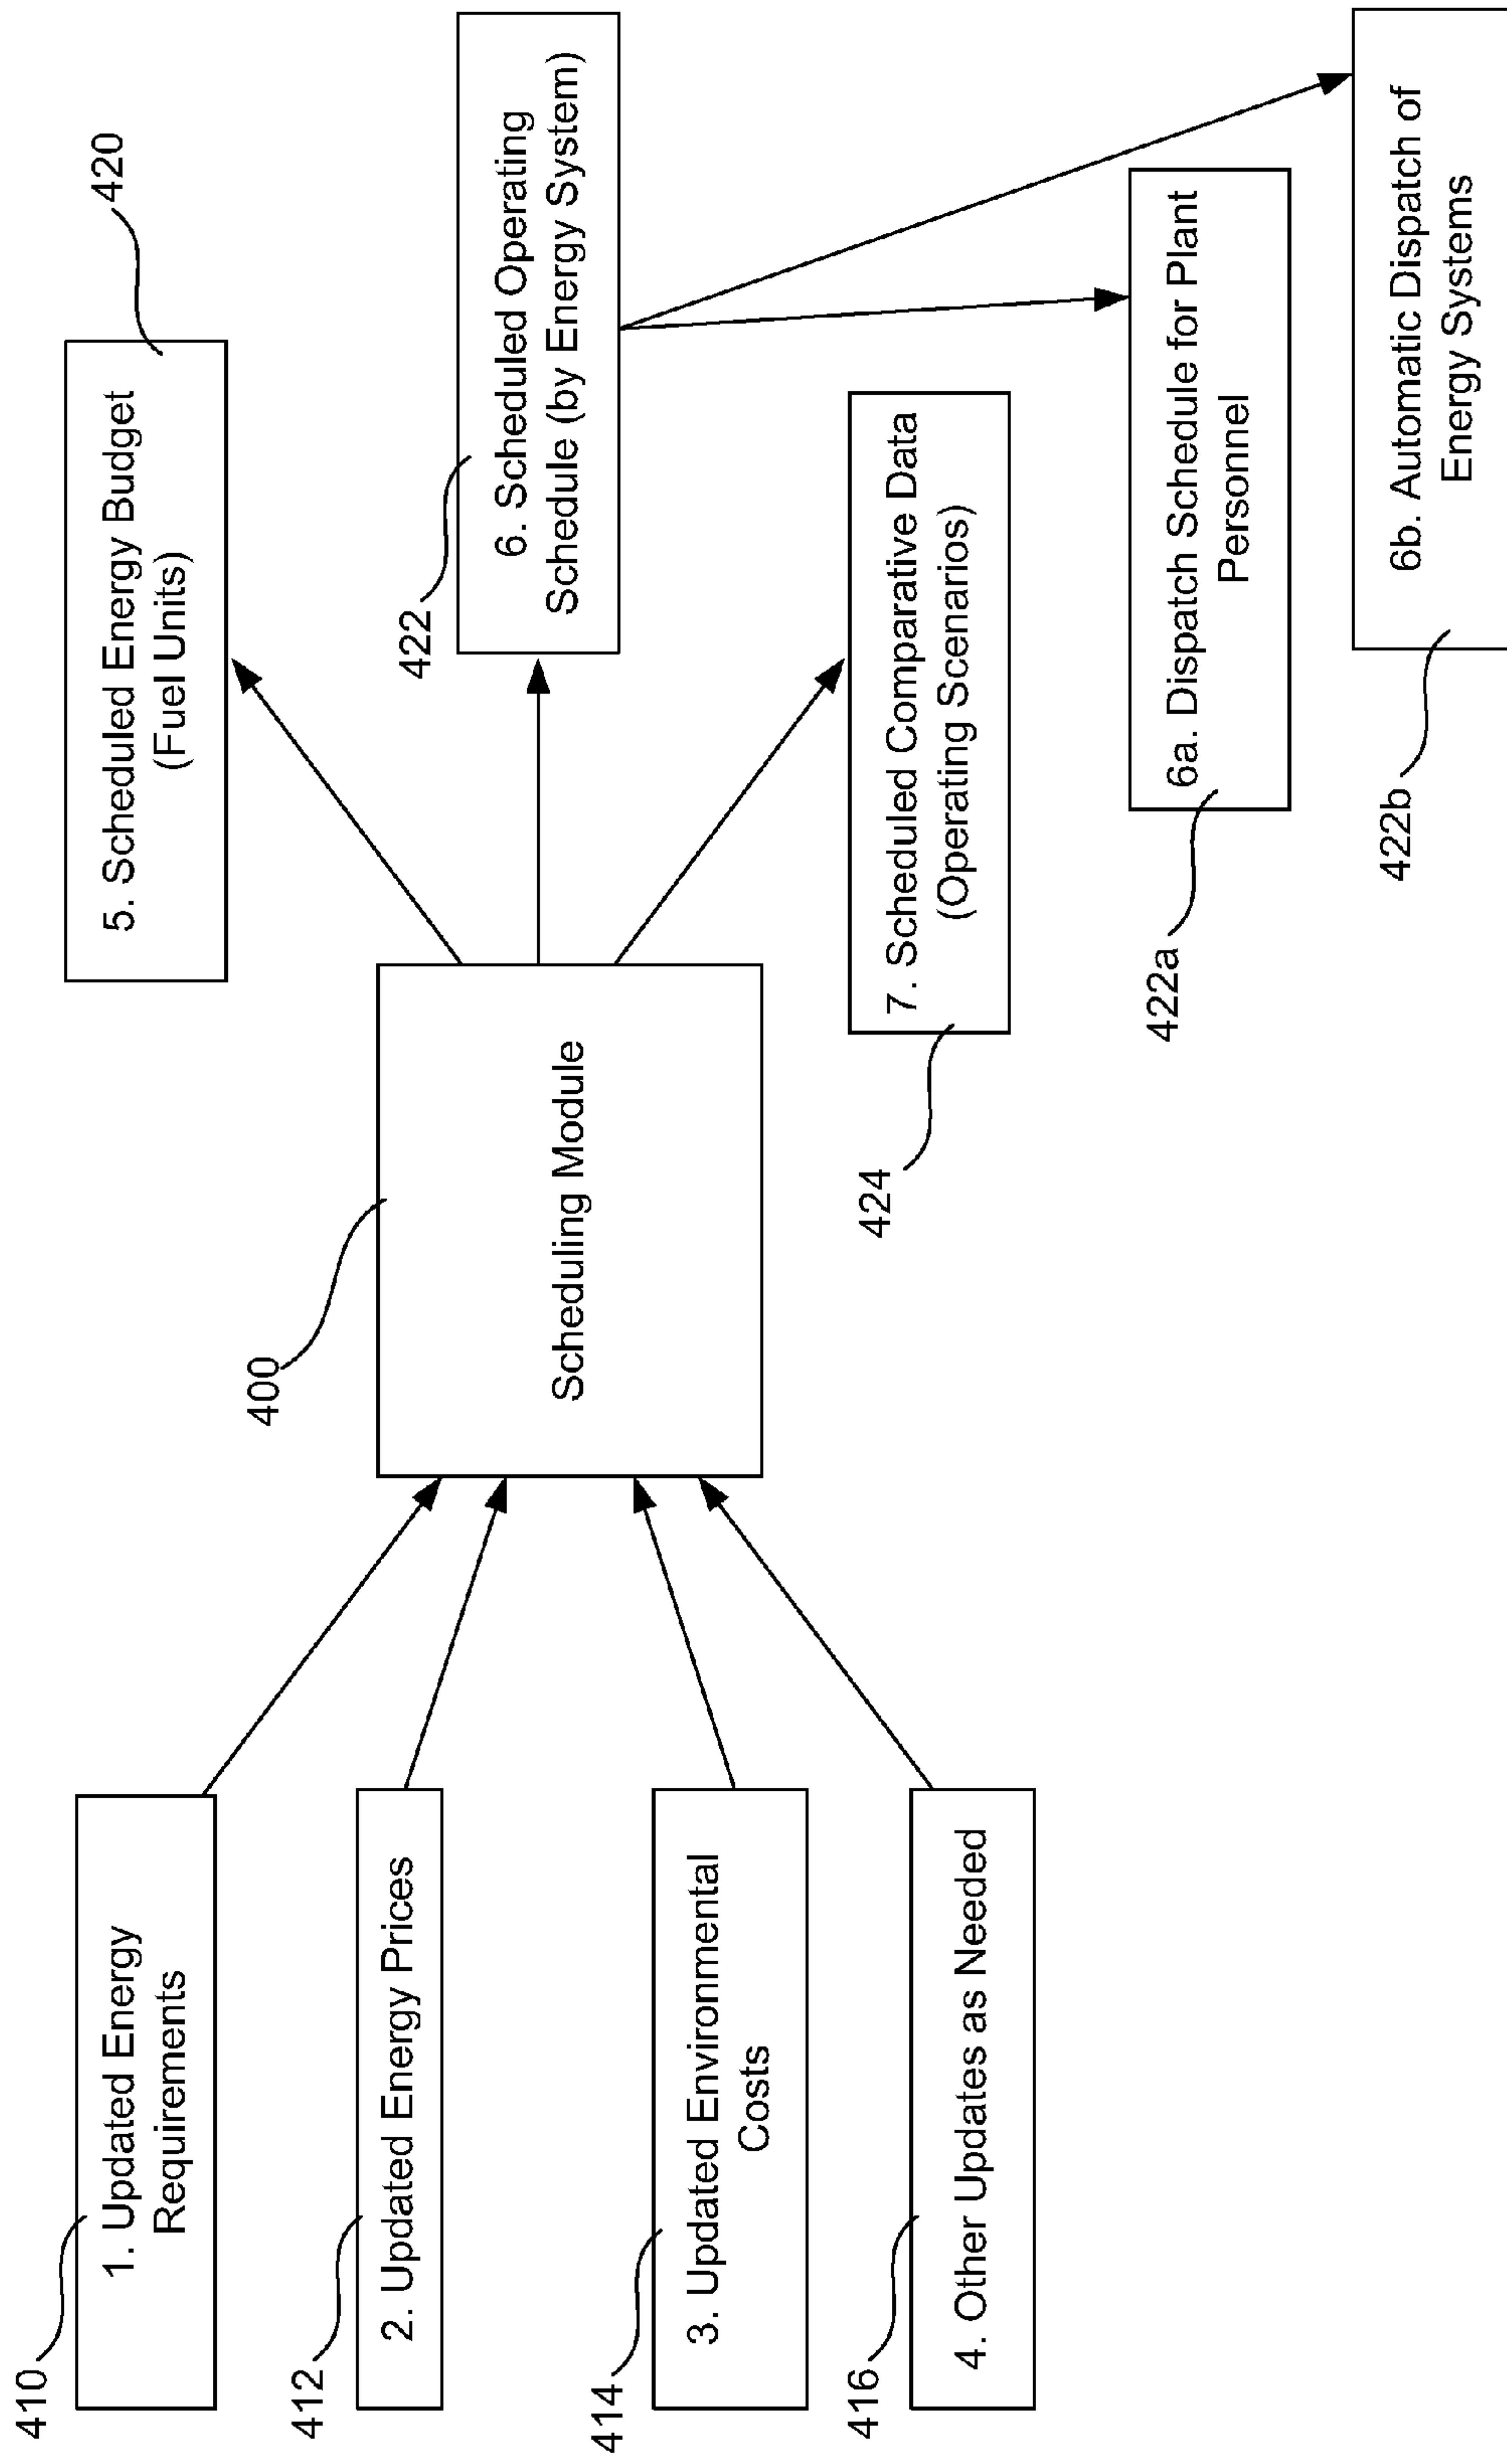 410
1. Updated Energy
Requirements
412
2. Updated Energy Prices
414
3. Updated Environmental
Costs
416
4. Other Updates as Needed
400
Scheduling Module
420
5. Scheduled Energy Budget
(Fuel Units)
422
6. Scheduled Operating
Schedule (by Energy System)
424
7. Scheduled Comparative Data
(Operating Scenarios)
422a
6a. Dispatch Schedule for Plant
Personnel
422b
6b. Automatic Dispatch of
Energy Systems